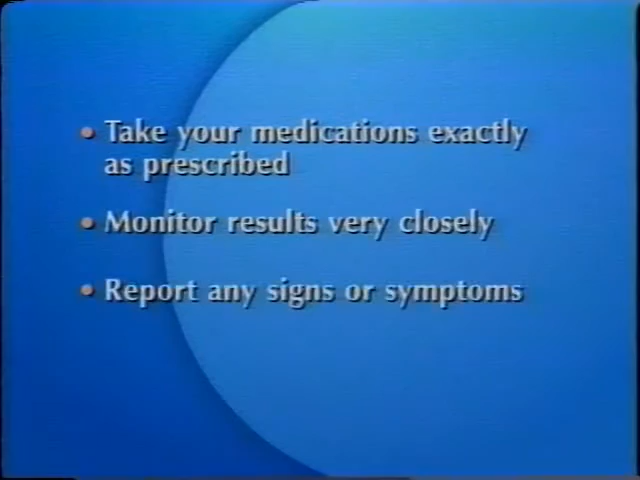 • Take your medications exactly
as prescribed
• Monitor results very closely
• Report any signs or symptoms